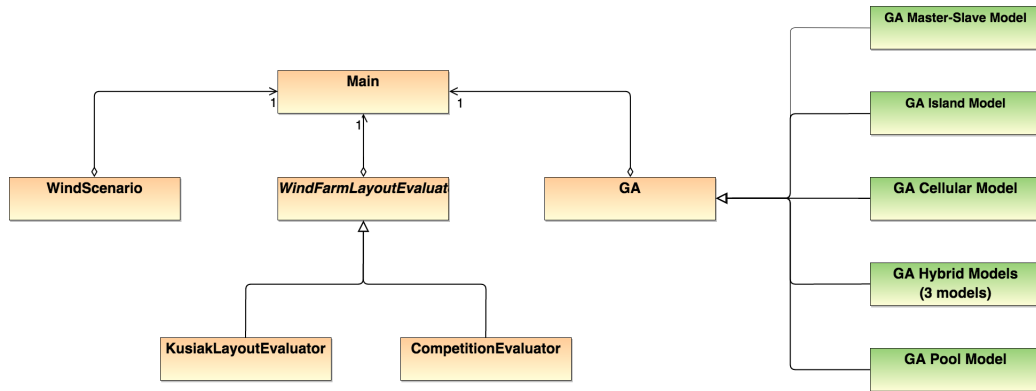 GA Master-Slave Model
Main
1
1
1
GA Island Model
WindScenario
WindFarmLayoutEvaluat
GA
GA Cellular Model
GA Hybrid Models
(3 models)
KusiakLayoutEvaluator
CompetitionEvaluator
GA Pool Model